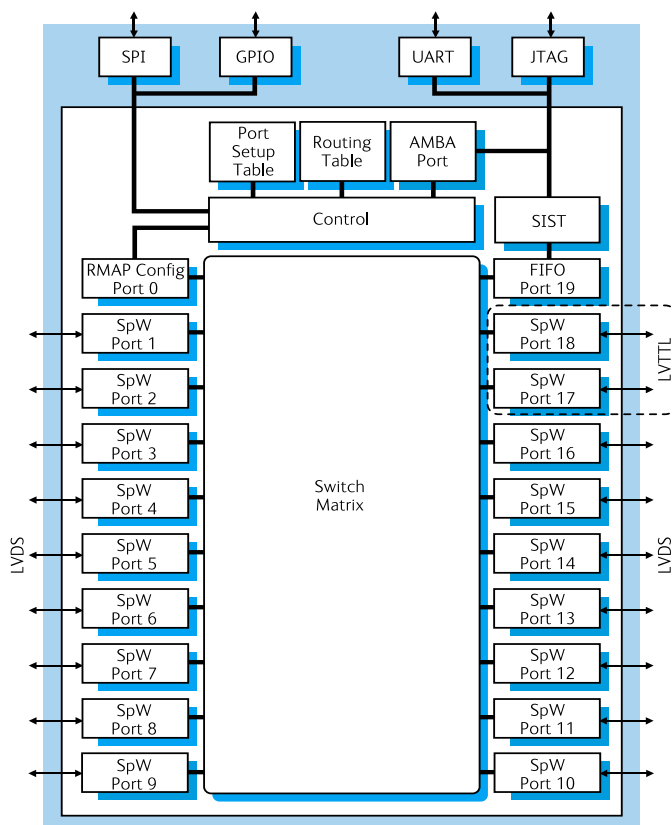 SPI
GPIO
UART
JTAG
Port
Setup
Table
Routing
Table
AMBA
Port
Control
SIST
RMAP Config
Port 0
FIFO
Port 19
SpW
Port 1
SpW
Port 2
SpW
Port 3
SpW
Port 4
SpW
Port 5
SpW
Port 6
SpW
Port 7
SpW
Port 8
SpW
Port 9
LVDS
Switch
Matrix
SpW
Port 18
SpW
Port 17
LVTTL
SpW
Port 16
SpW
Port 15
SpW
Port 14
SpW
Port 13
SpW
Port 12
SpW
Port 11
SpW
Port 10
LVDS